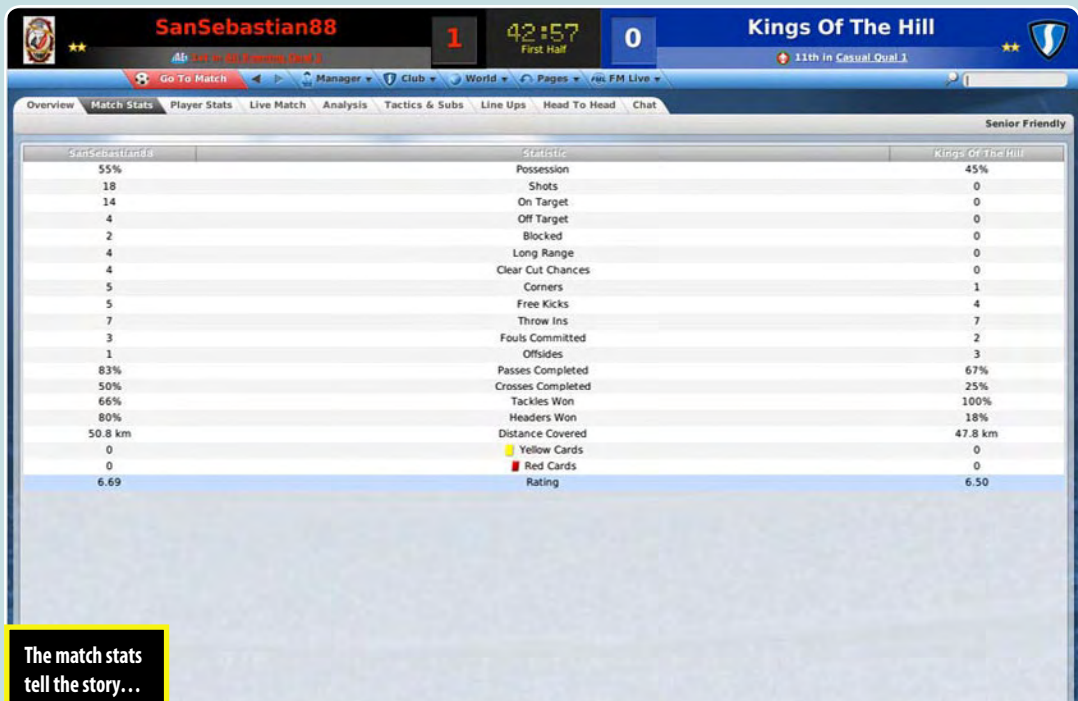 SanSebastian88 1 42:57 First Half 0 Kings Of The Hill
11th in Casual Qual 1
Go To Match Manager Club World Pages FM Live
Overview Match Stats Player Stats Live Match Analysis Tactics & Subs Line Ups Head To Head Chat
Senior Friendly
SanSebastian88 Statistic Kings Of The Hill
55% Possession 45%
18 Shots 0
14 On Target 0
4 Off Target 0
2 Blocked 0
4 Long Range 0
4 Clear Cut Chances 0
5 Corners 1
5 Free Kicks 4
7 Throw Ins 7
3 Fouls Committed 2
1 Offsides 3
83% Passes Completed 67%
50% Crosses Completed 25%
66% Tackles Won 100%
80% Headers Won 18%
50.8 km Distance Covered 47.8 km
0 Yellow Cards 0
0 Red Cards 0
6.69 Rating 6.50
The match stats
tell the story…